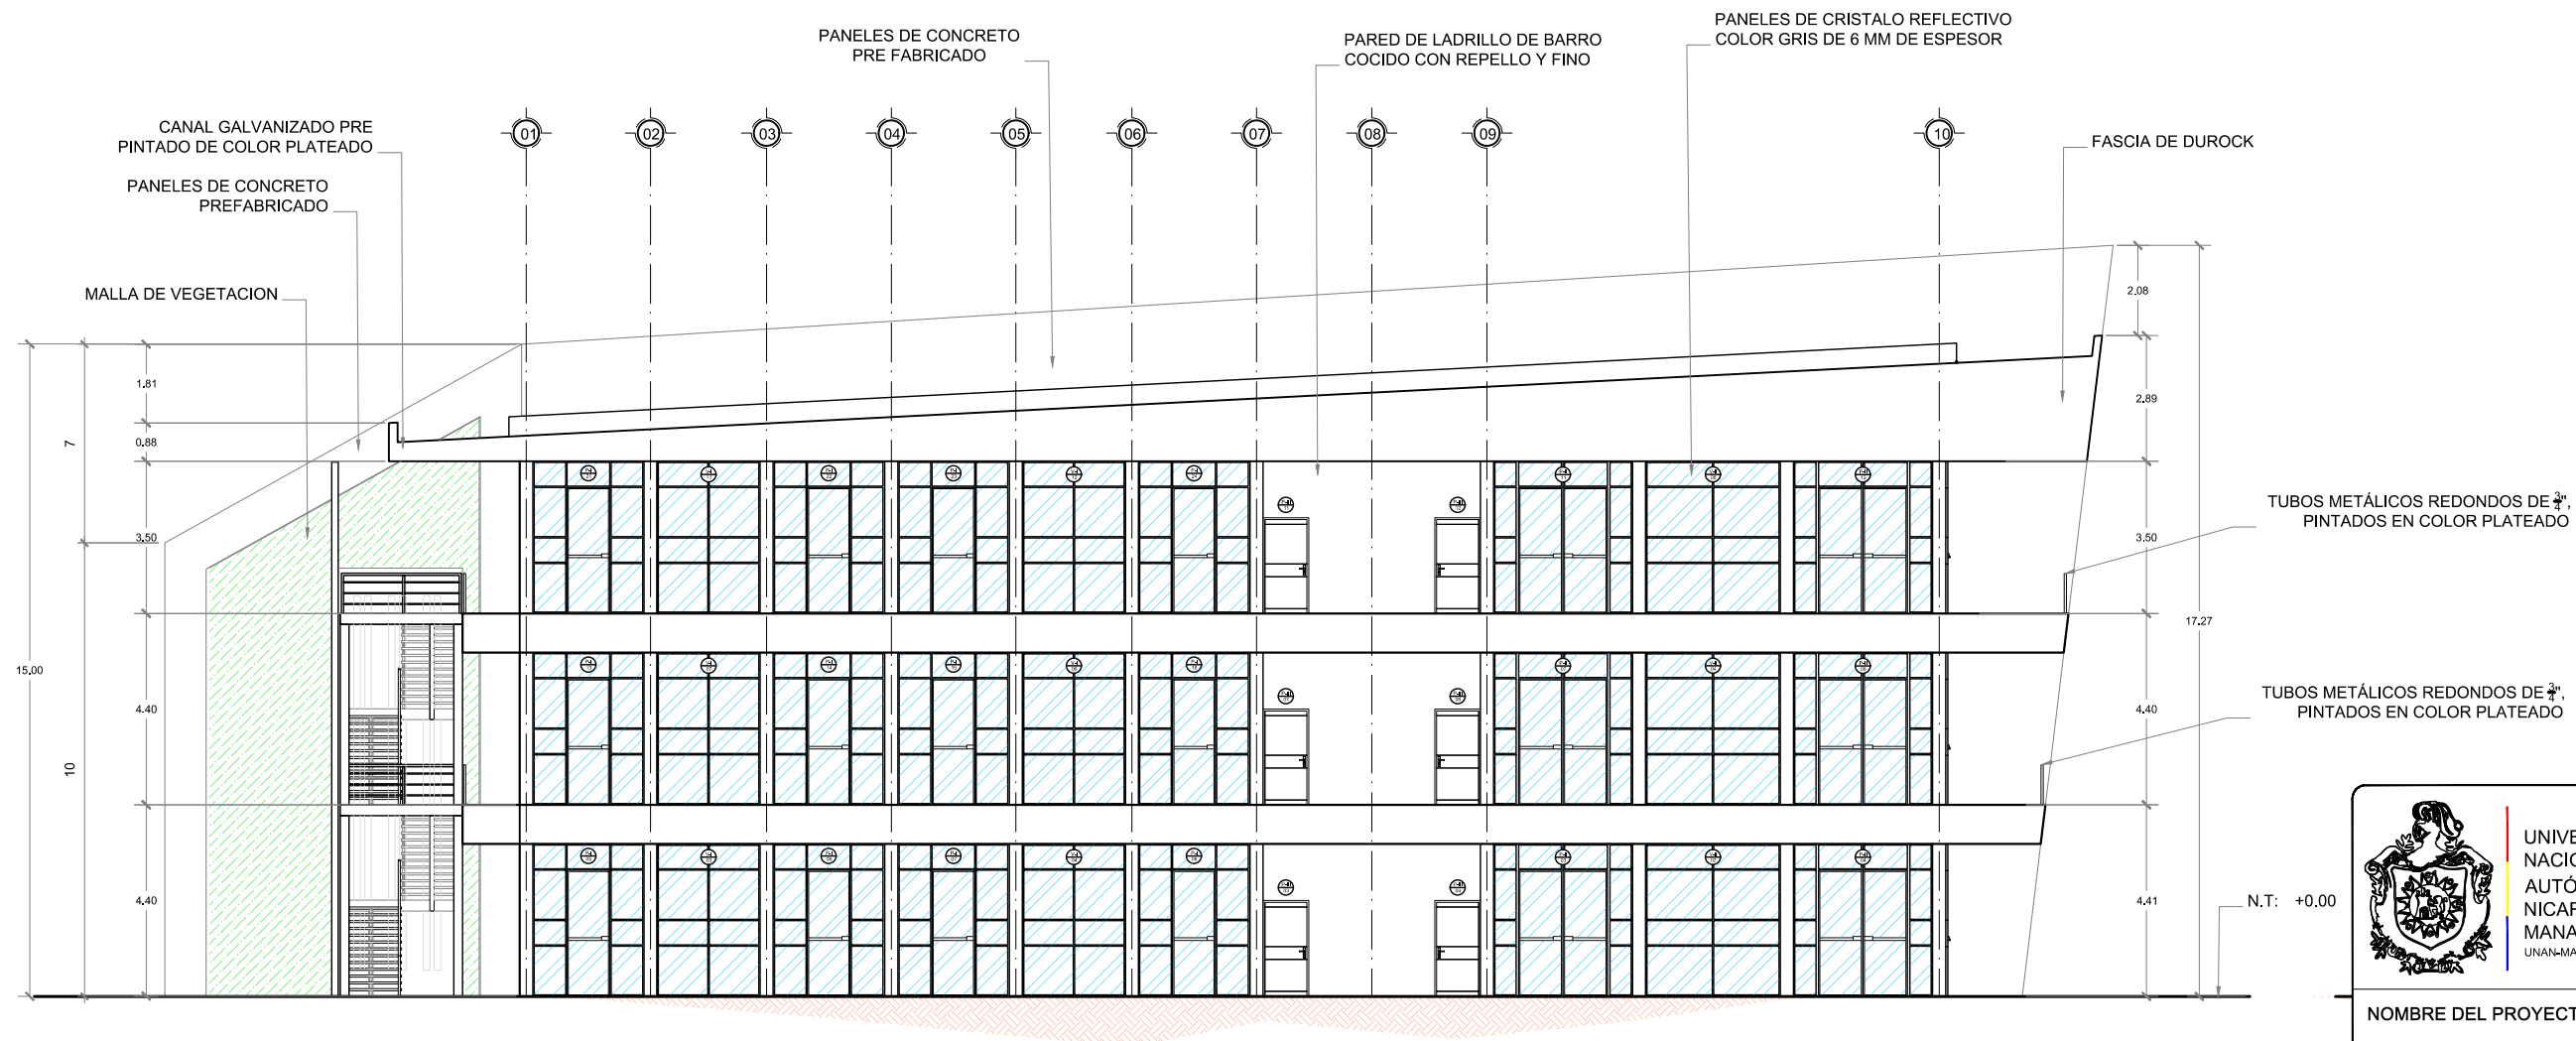 PANELES DE CONCRETO
PRE FABRICADO
PARED DE LADRILLO DE BARRO
COCIDO CON REPELLO Y FINO
PANELES DE CRISTALO REFLECTIVO
COLOR GRIS DE 6 MM DE ESPESOR
CANAL GALVANIZADO PRE
PINTADO DE COLOR PLATEADO
PANELES DE CONCRETO
PREFABRICADO
MALLA DE VEGETACION
01 02 03 04 05 06 07 08 09 10
FASCIA DE DUROCK
2.08
1.81
2.89
7
0.88
3.50
3.50
TUBOS METÁLICOS REDONDOS DE 3/4",
PINTADOS EN COLOR PLATEADO
17.27
15.00
4.40
4.40
TUBOS METÁLICOS REDONDOS DE 3/4",
PINTADOS EN COLOR PLATEADO
10
4.40
4.41
N.T: +0.00
UNIVE
NACIO
AUTÓ
NICAR
MANA
UNAN-MA
NOMBRE DEL PROYECT